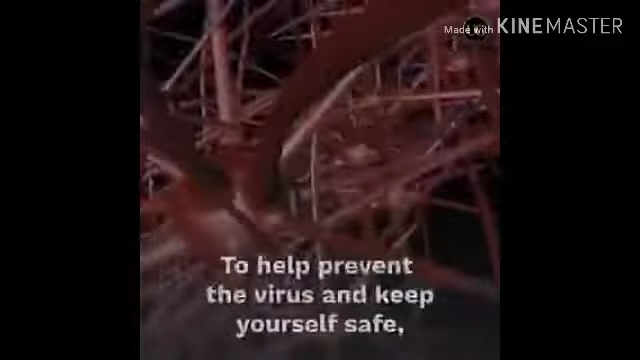 Made with KINEMASTER
To help prevent
the virus and keep
yourself safe,